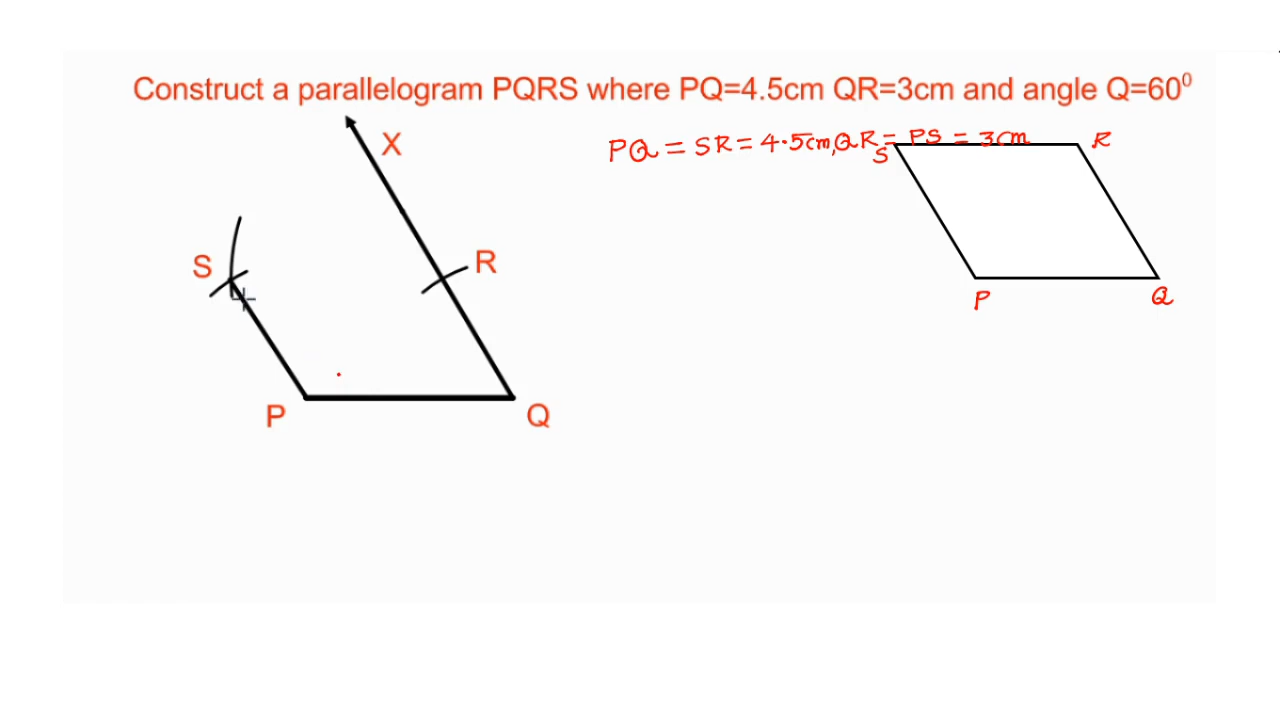 Construct a parallelogram PQRS where PQ=4.5cm QR=3cm and angle Q=60⁰
PQ = SR = 4.5cm, QR = PS = 3cm
X
S
R
P
Q
S
R
P
Q